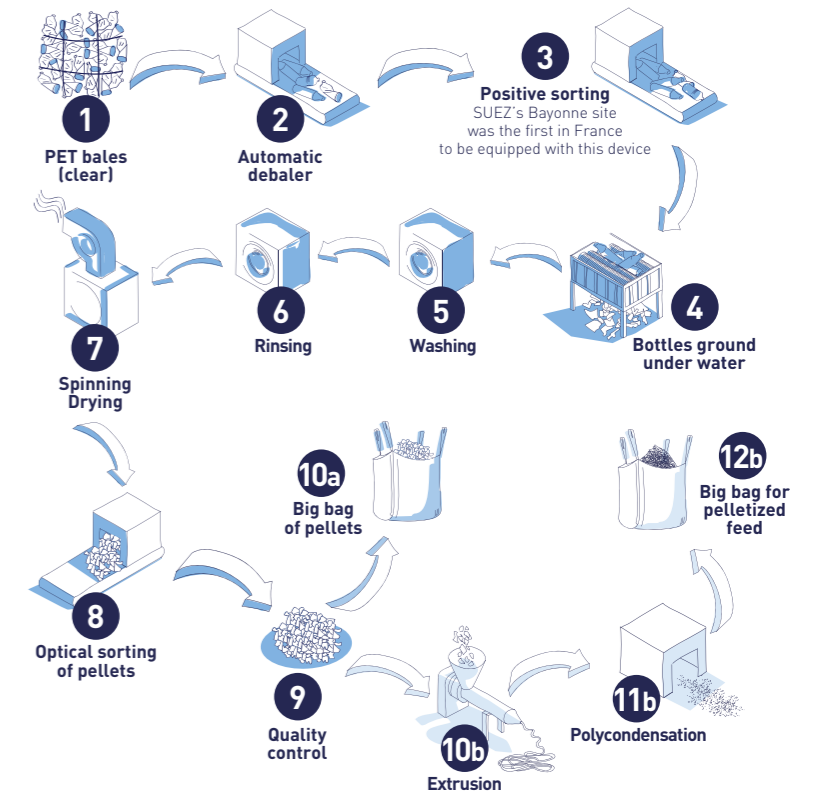 1
PET bales
(clear)
2
Automatic
debaler
3
Positive sorting
SUEZ's Bayonne site
was the first in France
to be equipped with this device
4
Bottles ground
under water
5
Washing
6
Rinsing
7
Spinning
Drying
8
Optical sorting
of pellets
9
Quality
control
10a
Big bag
of pellets
10b
Extrusion
11b
Polycondensation
12b
Big bag for
pelletized
feed